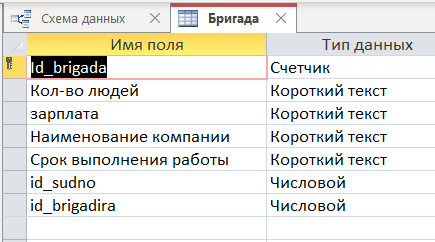 Схема данных Бригада
Имя поля Тип данных
Id_brigada Счетчик
Кол-во людей Короткий текст
зарплата Короткий текст
Наименование компании Короткий текст
Срок выполнения работы Короткий текст
id_sudno Числовой
id_brigadira Числовой